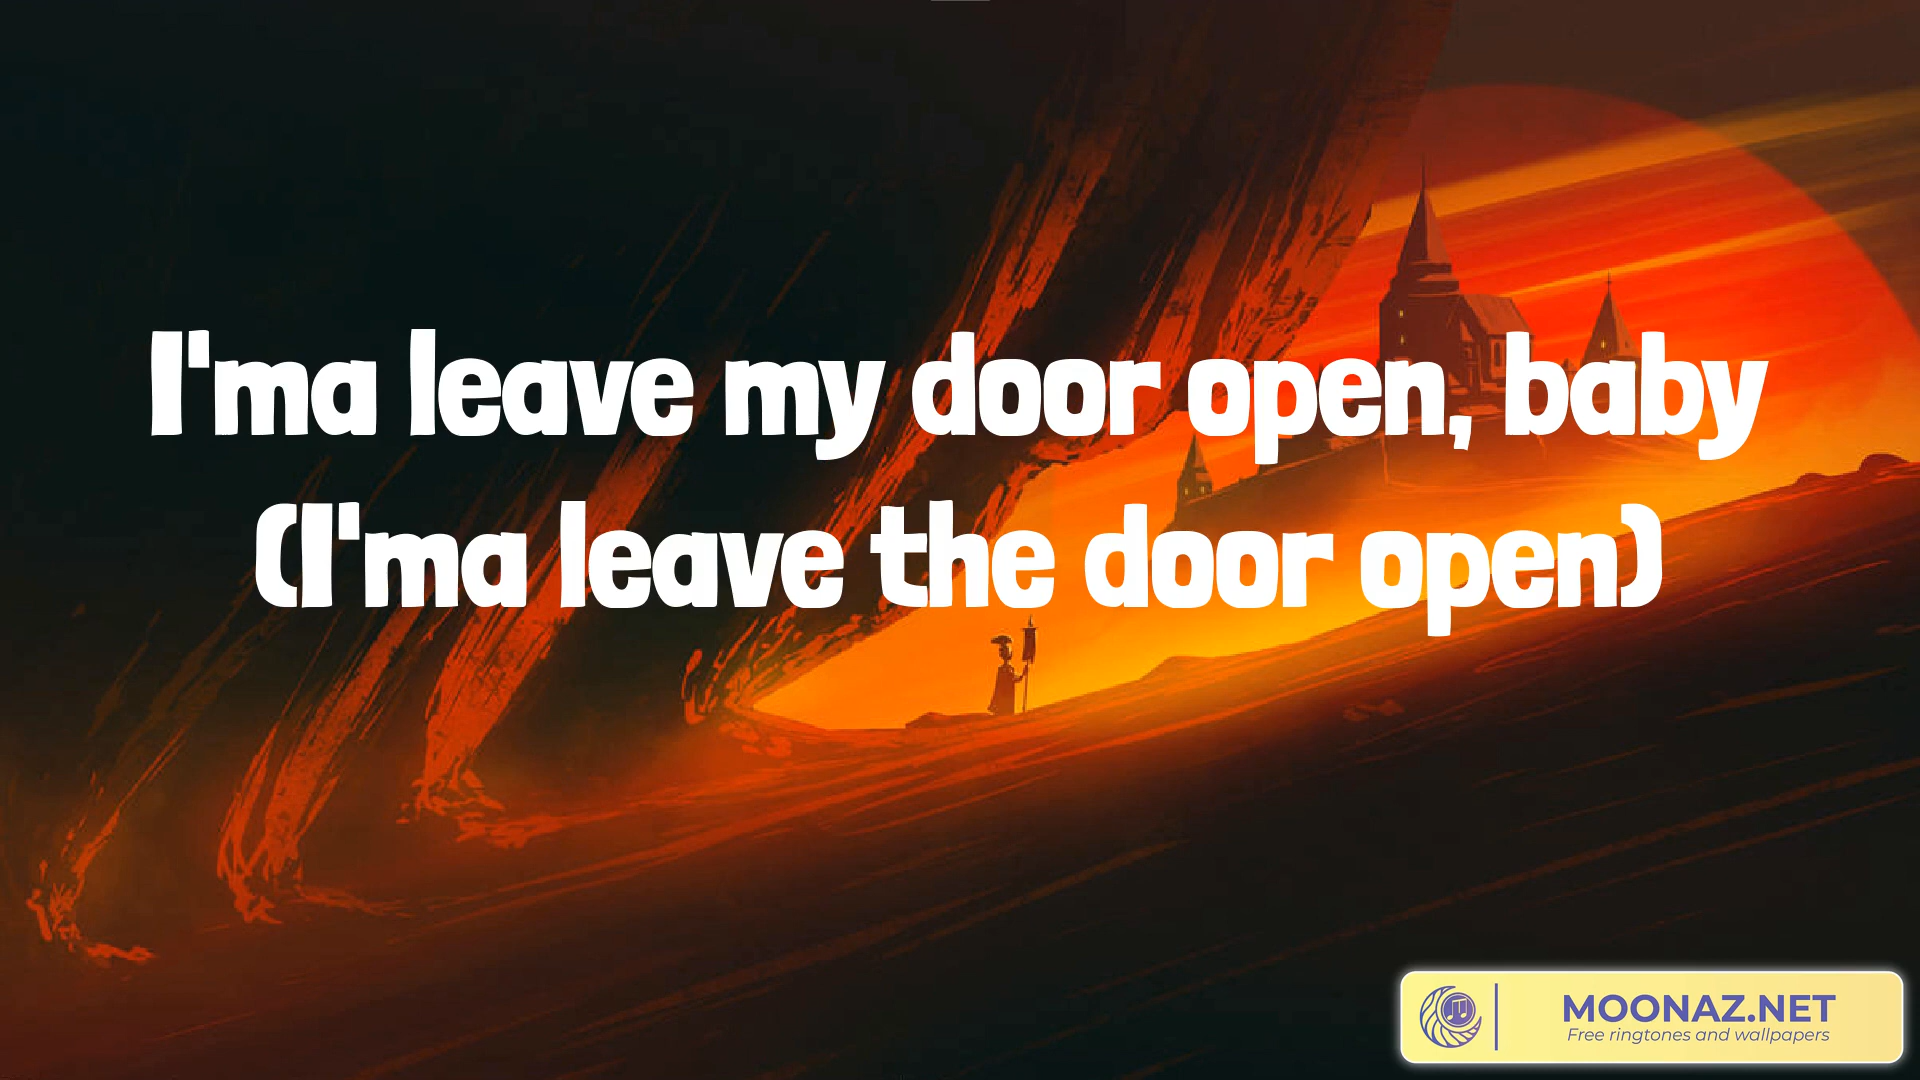 I'ma leave my door open, baby
(I'ma leave the door open)
MOONAZ.NET
Free ringtones and wallpapers